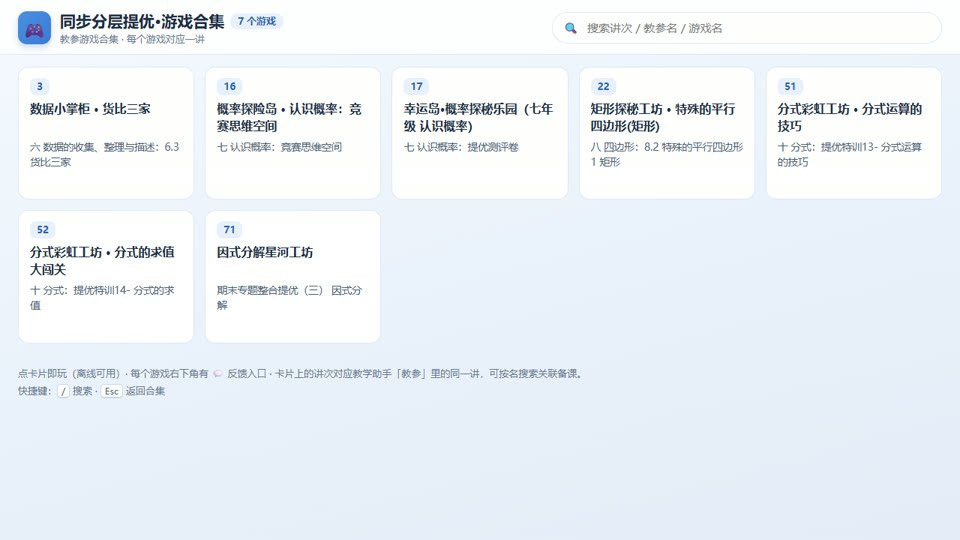 同步分层提优·游戏合集 7 个游戏
教参游戏合集 · 每个游戏对应一讲
搜索讲次 / 教参名 / 游戏名
3
数据小掌柜 · 货比三家
六 数据的收集、整理与描述：6.3
货比三家
16
概率探险岛 · 认识概率：竞
赛思维空间
七 认识概率：竞赛思维空间
17
幸运岛·概率探秘乐园（七年
级 认识概率）
七 认识概率：提优测评卷
22
矩形探秘工坊 · 特殊的平行
四边形(矩形)
八 四边形：8.2 特殊的平行四边形
1 矩形
51
分式彩虹工坊 · 分式运算的
技巧
十 分式：提优特训13- 分式运算
的技巧
52
分式彩虹工坊 · 分式的求值
大闯关
十 分式：提优特训14- 分式的求
值
71
因式分解星河工坊
期末专题整合提优（三） 因式分
解
点卡片即玩（离线可用）· 每个游戏右下角有 反馈入口 · 卡片上的讲次对应教学助手「教参」里的同一讲，可按名搜索关联备课。
快捷键： / 搜索 · Esc 返回合集